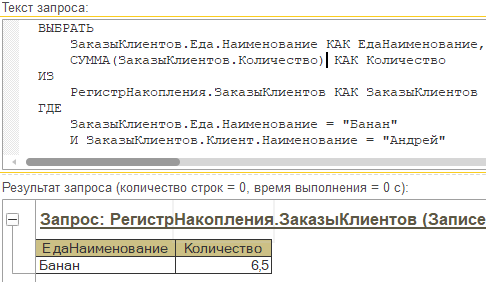 Текст запроса:
ВЫБРАТЬ
ЗаказыКлиентов.Еда.Наименование КАК ЕдаНаименование,
СУММА(ЗаказыКлиентов.Количество) КАК Количество
ИЗ
РегистрНакопления.ЗаказыКлиентов КАК ЗаказыКлиентов
ГДЕ
ЗаказыКлиентов.Еда.Наименование = "Банан"
И ЗаказыКлиентов.Клиент.Наименование = "Андрей"
Результат запроса (количество строк = 0, время выполнения = 0 с):
Запрос: РегистрНакопления.ЗаказыКлиентов (Записе
ЕдаНаименование Количество
Банан 6,5